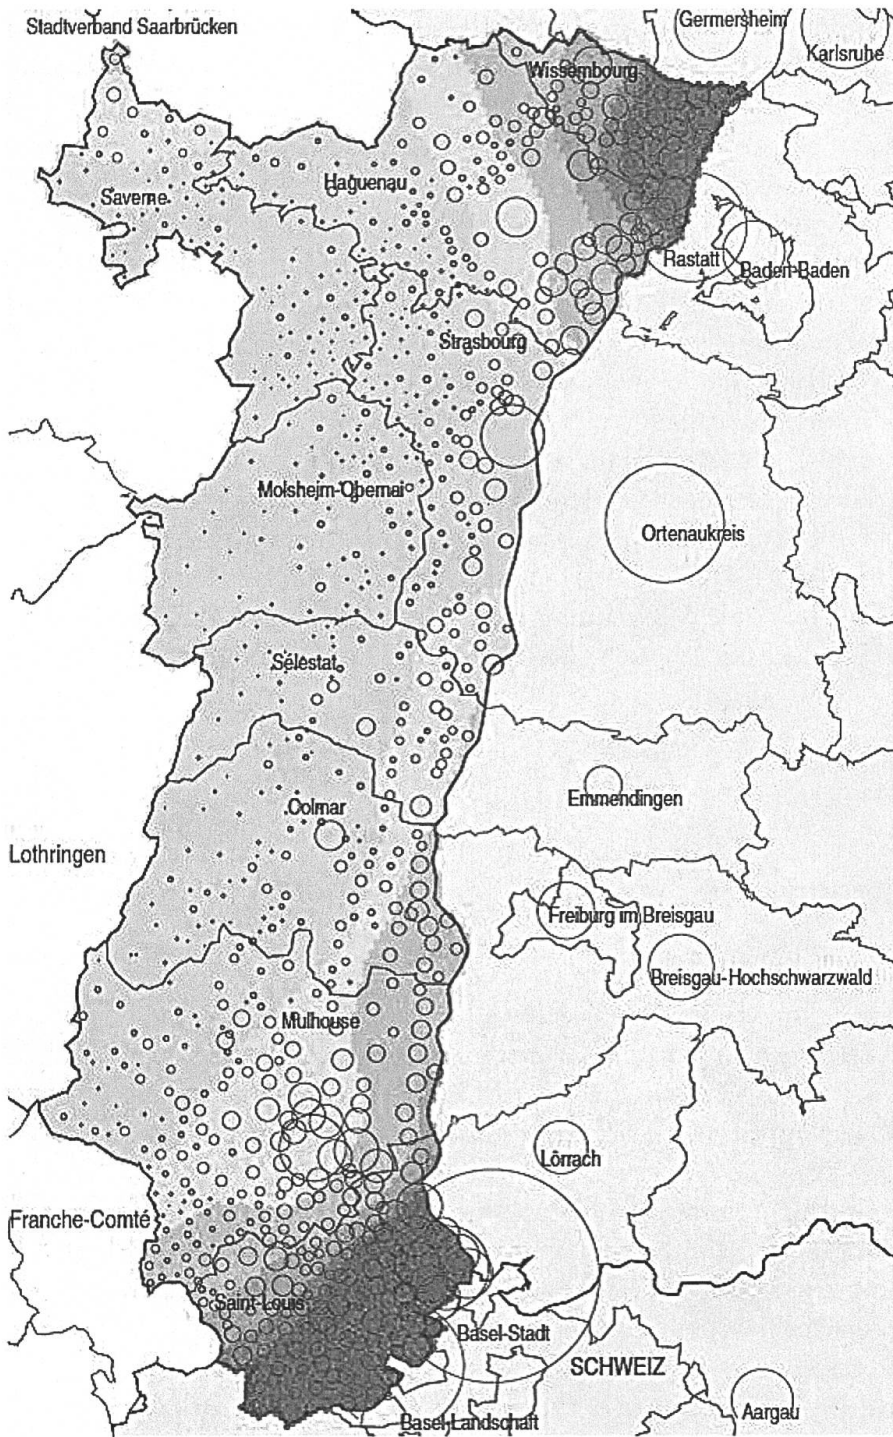 Stadtverband Saarbrücken
Germersheim
Karlsruhe
Wissembourg
Haguenau
Saverne
Rastatt
Baden-Baden
Strasbourg
Molsheim-Obernai
Ortenaukreis
Sélestat
Emmendingen
Colmar
Lothringen
Freiburg im Breisgau
Breisgau-Hochschwarzwald
Mulhouse
Lörrach
Franche-Comté
Saint-Louis
Basel-Stadt
SCHWEIZ
Aargau
Basel-Landschaft